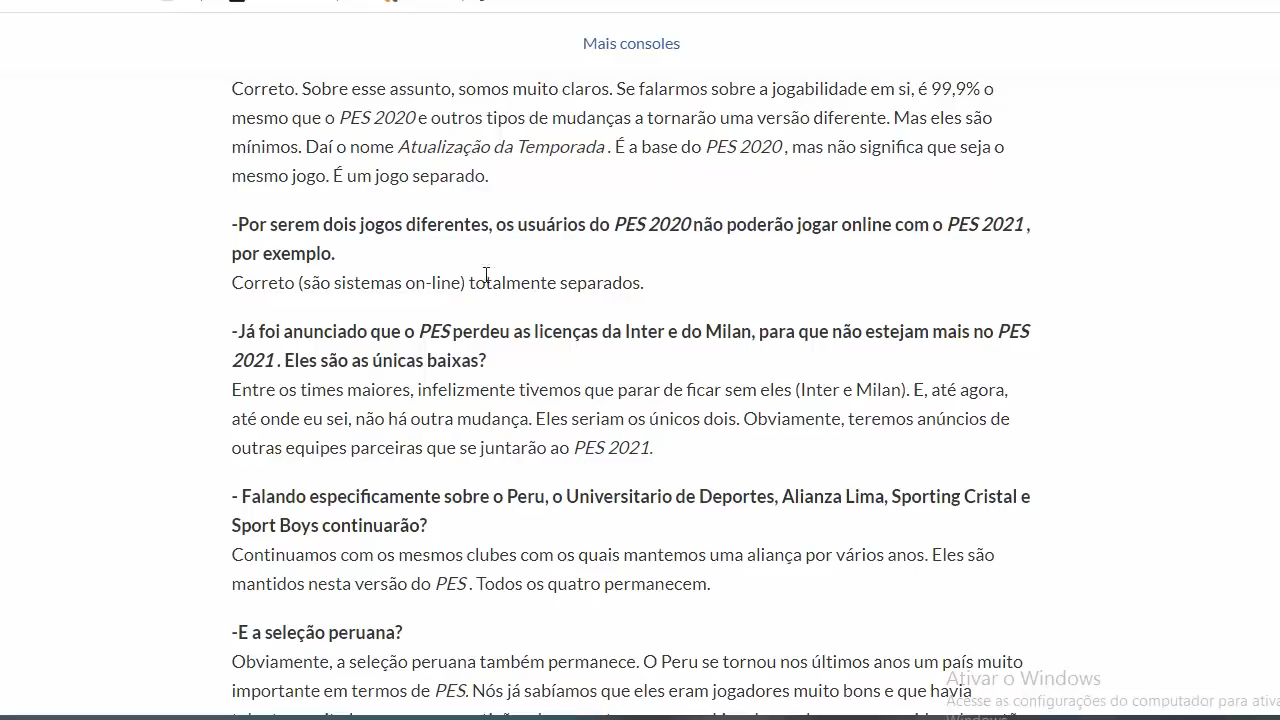 Mais consoles
Correto. Sobre esse assunto, somos muito claros. Se falarmos sobre a jogabilidade em si, é 99,9% o
mesmo que o PES 2020 e outros tipos de mudanças a tornarão uma versão diferente. Mas eles são
mínimos. Daí o nome Atualização da Temporada . É a base do PES 2020 , mas não significa que seja o
mesmo jogo. É um jogo separado.
-Por serem dois jogos diferentes, os usuários do PES 2020 não poderão jogar online com o PES 2021 ,
por exemplo.
Correto (são sistemas on-line) totalmente separados.
-Já foi anunciado que o PES perdeu as licenças da Inter e do Milan, para que não estejam mais no PES
2021 . Eles são as únicas baixas?
Entre os times maiores, infelizmente tivemos que parar de ficar sem eles (Inter e Milan). E, até agora,
até onde eu sei, não há outra mudança. Eles seriam os únicos dois. Obviamente, teremos anúncios de
outras equipes parceiras que se juntarão ao PES 2021.
- Falando especificamente sobre o Peru, o Universitario de Deportes, Alianza Lima, Sporting Cristal e
Sport Boys continuarão?
Continuamos com os mesmos clubes com os quais mantemos uma aliança por vários anos. Eles são
mantidos nesta versão do PES . Todos os quatro permanecem.
-E a seleção peruana?
Obviamente, a seleção peruana também permanece. O Peru se tornou nos últimos anos um país muito
importante em termos de PES. Nós já sabíamos que eles eram jogadores muito bons e que havia
Ativar o Windows
Acesse as configurações do computador para ativa